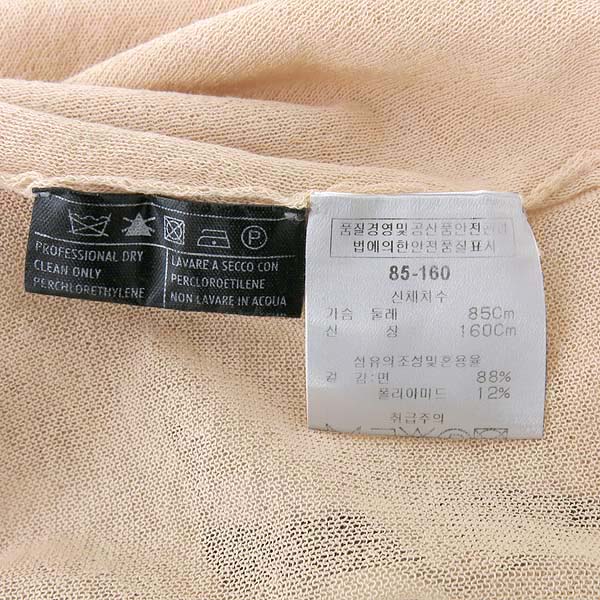 PROFESSIONAL DRY
CLEAN ONLY
PERCHLORETHYLENE
P
LAVARE A SECCO CON
PERCLOROETILENE
NON LAVARE IN ACQUA
품질경영및공산품안전관리
법에의한안전품질표시
85-160
신체치수
가슴 둘레 85Cm
신 장 160Cm
섬유의조성및혼용율
겉 감:면 88%
폴리아미드 12%
취급주의